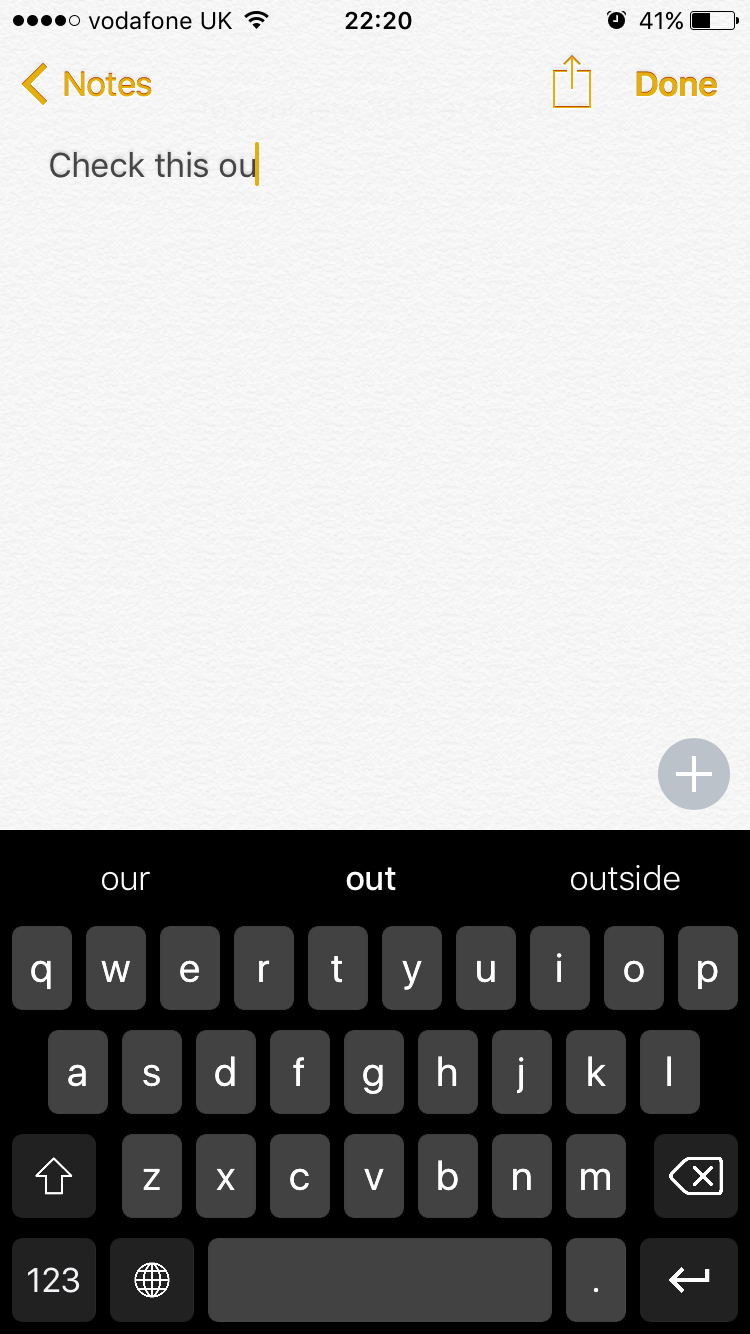 vodafone UK 22:20 41%
Notes Done
Check this ou
our out outside
q w e r t y u i o p
a s d f g h j k l
z x c v b n m
123 .